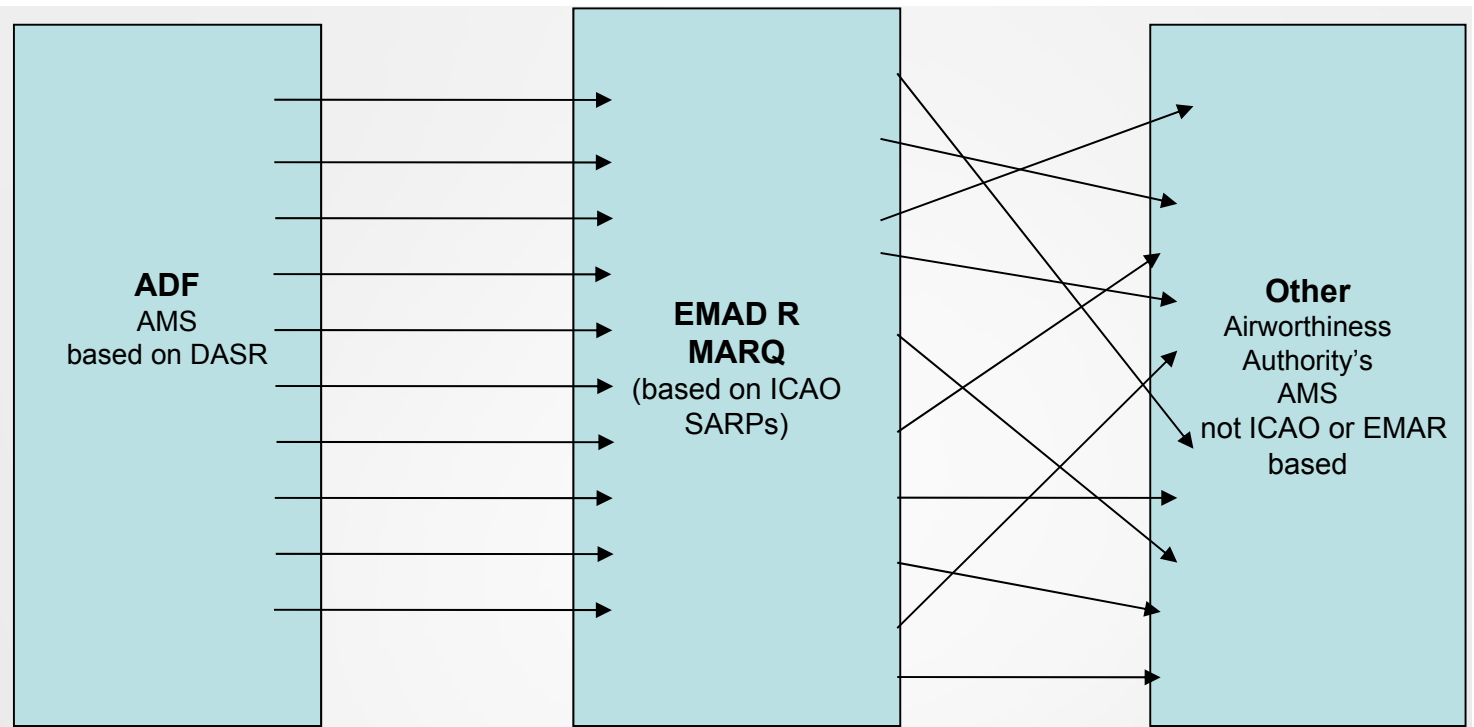 ADF
AMS
based on DASR
EMAD R
MARQ
(based on ICAO
SARPs)
Other
Airworthiness
Authority's
AMS
not ICAO or EMAR
based